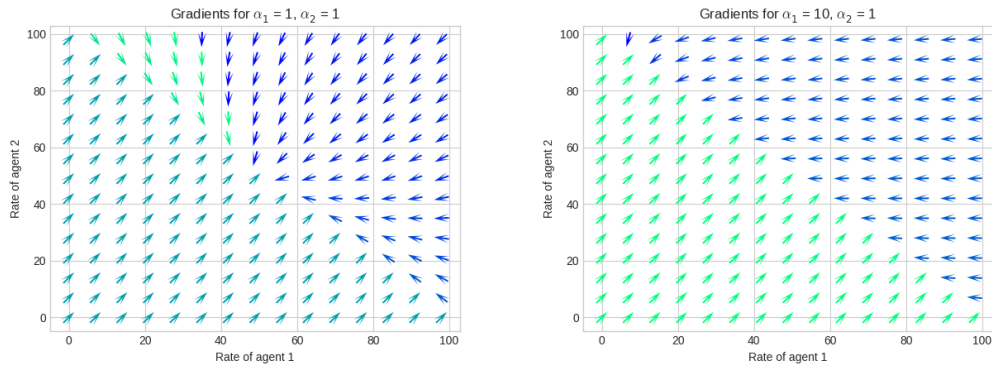 Gradients for α₁ = 1, α₂ = 1
100
80
60
40
20
0
Rate of agent 2
0 20 40 60 80 100
Rate of agent 1
Gradients for α₁ = 10, α₂ = 1
100
80
60
40
20
0
Rate of agent 2
0 20 40 60 80 100
Rate of agent 1